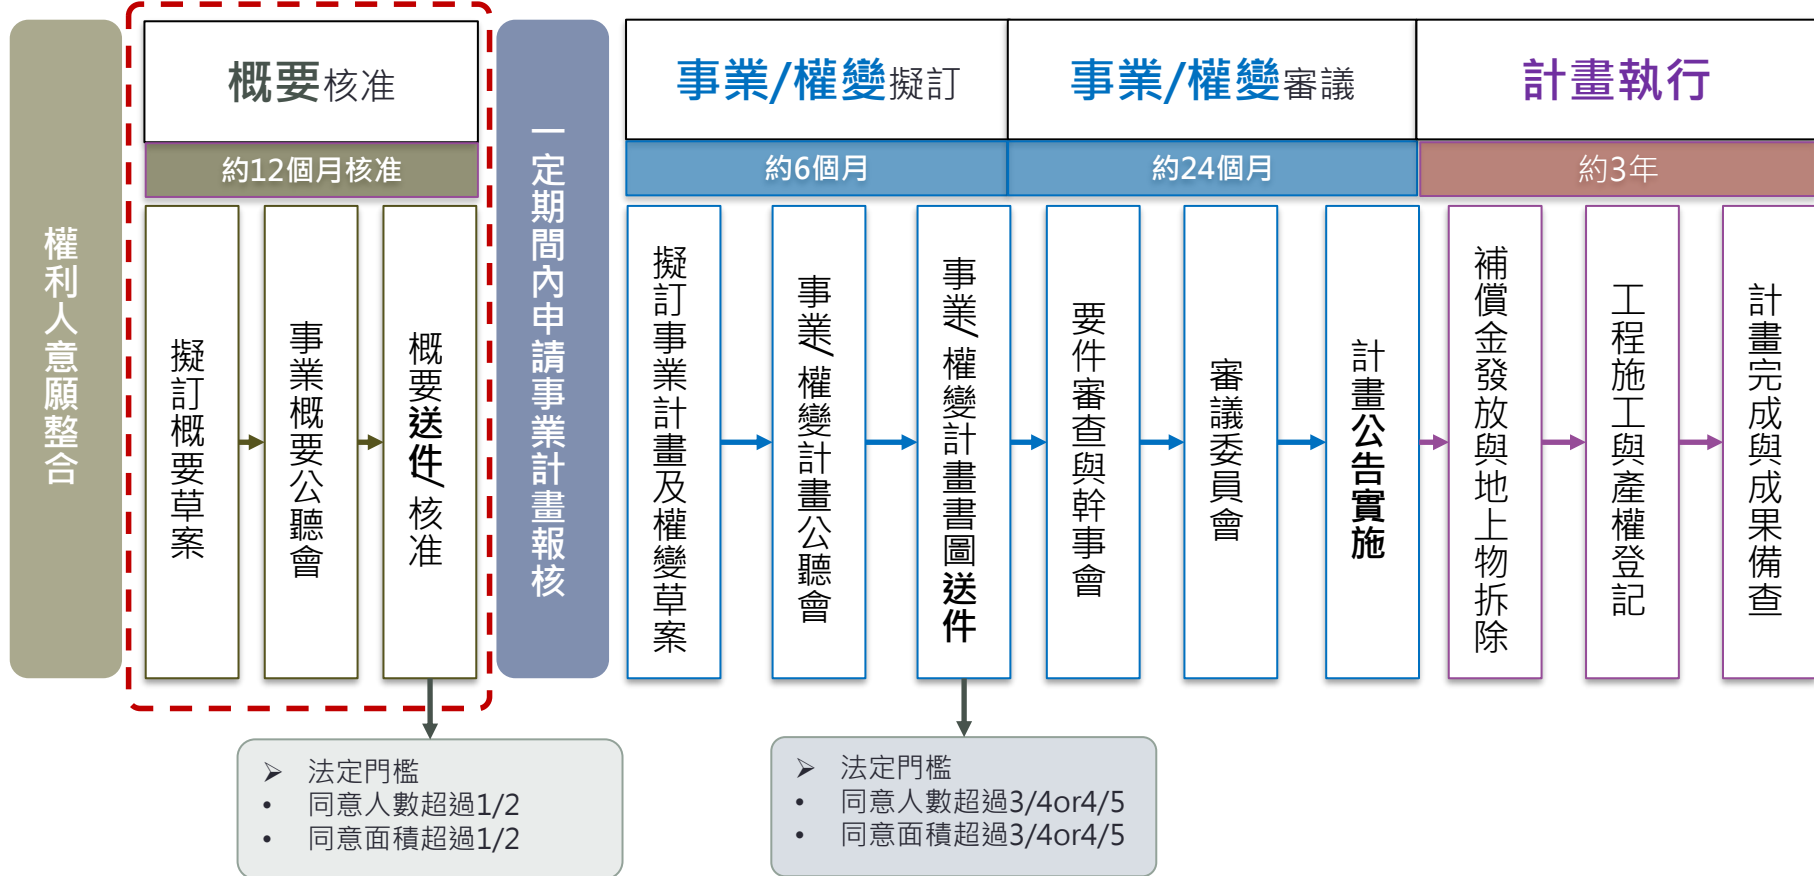 權利人意願整合
概要核准
約12個月核准
擬訂概要草案
事業概要公聽會
概要送件/核准
一定期間內申請事業計畫報核
事業/權變擬訂
約6個月
擬訂事業計畫及權變草案
事業/權變計畫公聽會
事業/權變計畫書圖送件
事業/權變審議
約24個月
要件審查與幹事會
審議委員會
計畫公告實施
計畫執行
約3年
補償金發放與地上物拆除
工程施工與產權登記
計畫完成與成果備查
➢ 法定門檻
• 同意人數超過1/2
• 同意面積超過1/2
➢ 法定門檻
• 同意人數超過3/4or4/5
• 同意面積超過3/4or4/5